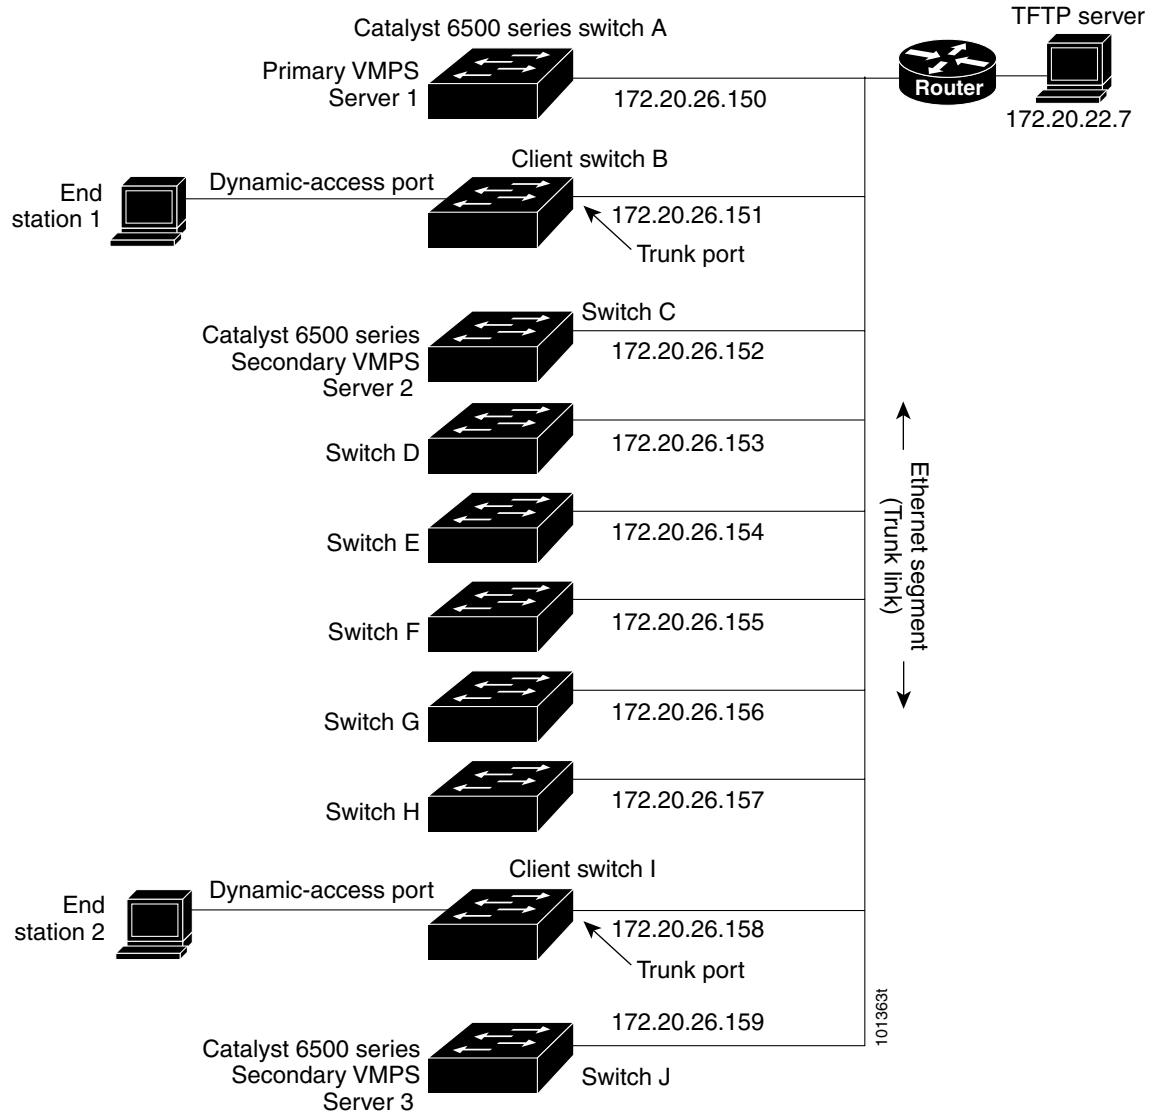 Catalyst 6500 series switch A
TFTP server
Primary VMPS
Server 1
172.20.26.150
Router
172.20.22.7
Client switch B
End
station 1
Dynamic-access port
172.20.26.151
Trunk port
Switch C
Catalyst 6500 series
Secondary VMPS
Server 2
172.20.26.152
Switch D
172.20.26.153
Ethernet segment
(Trunk link)
Switch E
172.20.26.154
Switch F
172.20.26.155
Switch G
172.20.26.156
Switch H
172.20.26.157
Client switch I
End
station 2
Dynamic-access port
172.20.26.158
Trunk port
101363t
172.20.26.159
Catalyst 6500 series
Secondary VMPS
Server 3
Switch J